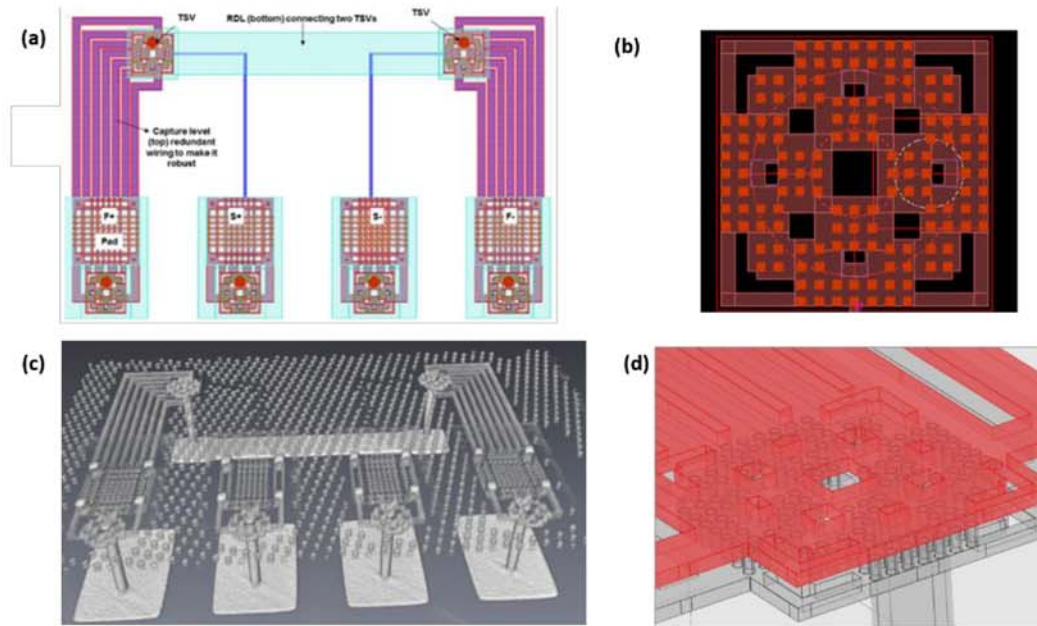 (a)
TSV
RDL (bottom) connecting two TSVs
TSV
Capture level
(top) redundant
wiring to make it
robust
F+
Pad
S+
S-
F-
(b)
(c)
(d)